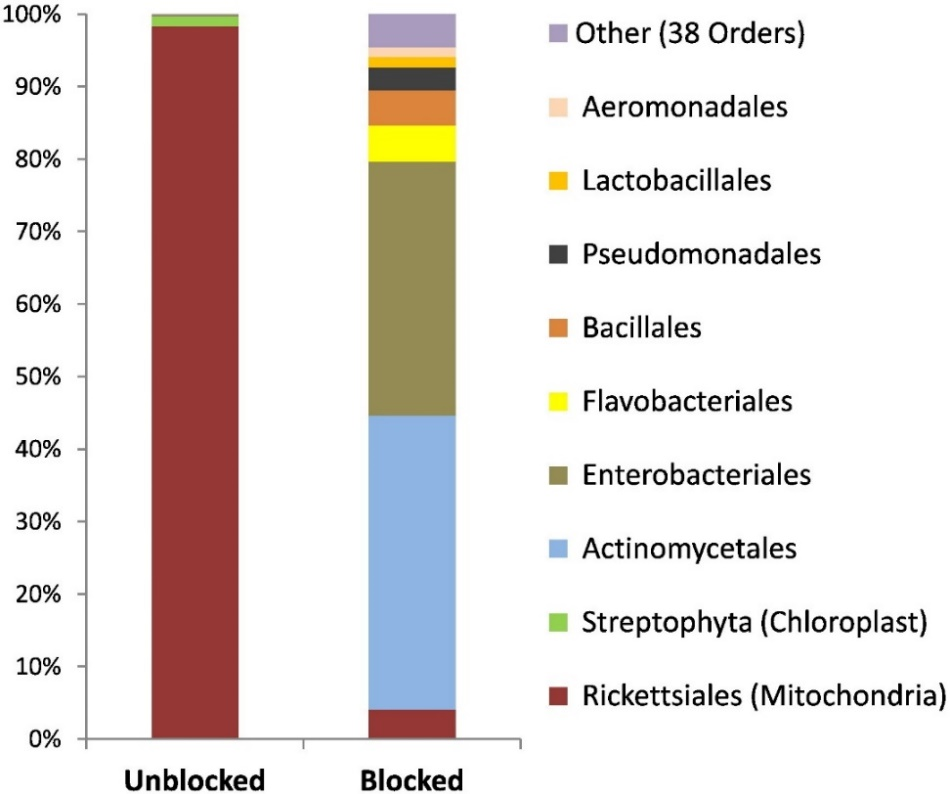 100%
90%
80%
70%
60%
50%
40%
30%
20%
10%
0%
Unblocked
Blocked
Other (38 Orders)
Aeromonadales
Lactobacillales
Pseudomonadales
Bacillales
Flavobacteriales
Enterobacteriales
Actinomycetales
Streptophyta (Chloroplast)
Rickettsiales (Mitochondria)